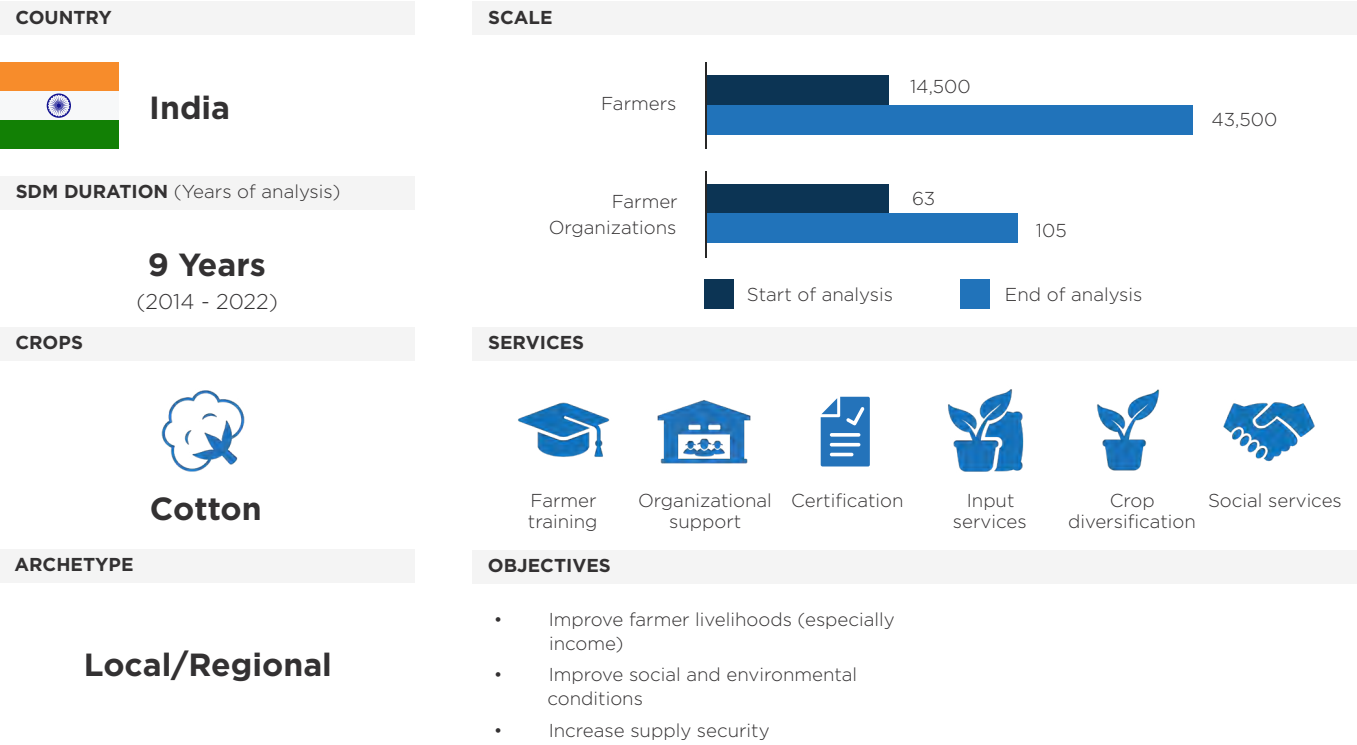 COUNTRY
India
SDM DURATION (Years of analysis)
9 Years
(2014 - 2022)
CROPS
Cotton
ARCHETYPE
Local/Regional
SCALE
Farmers
14,500
43,500
Farmer
Organizations
63
105
Start of analysis
End of analysis
SERVICES
Farmer
training
Organizational
support
Certification
Input
services
Crop
diversification
Social services
OBJECTIVES
• Improve farmer livelihoods (especially
income)
• Improve social and environmental
conditions
• Increase supply security